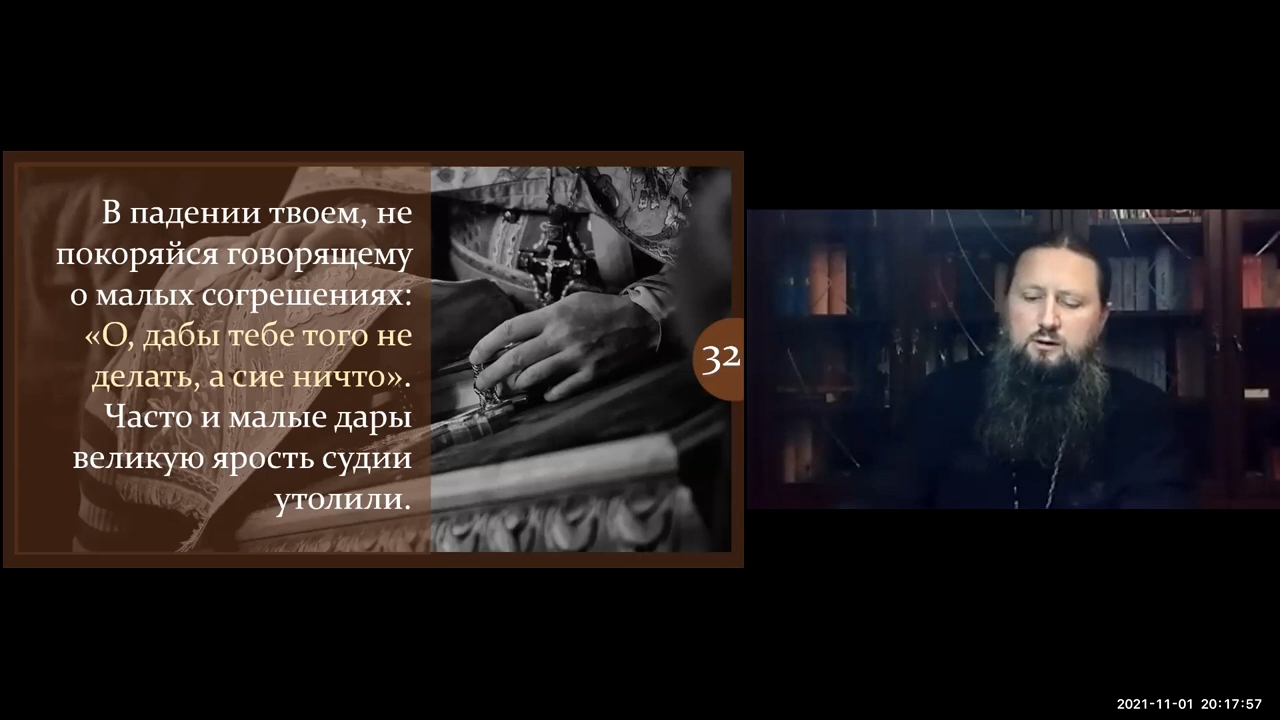 В падении твоем, не
покоряйся говорящему
о малых согрешениях:
«О, дабы тебе того не
делать, а сие ничто».
Часто и малые дары
великую ярость судии
утолили.
32
2021-11-01 20:17:57